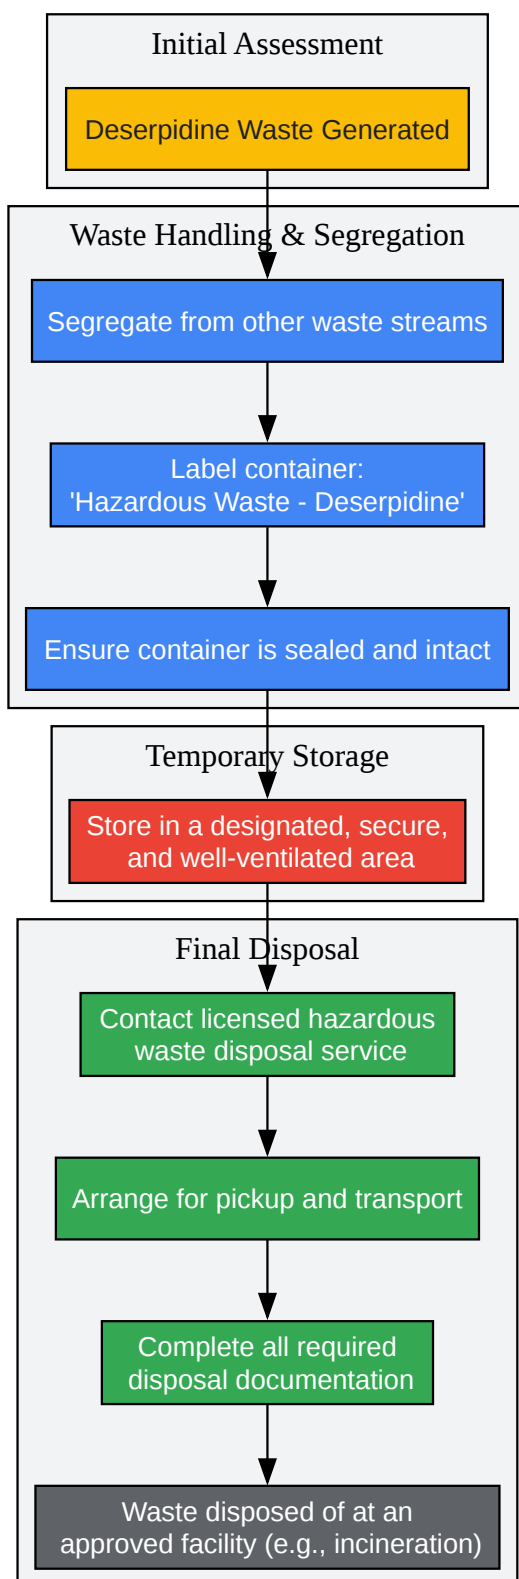 Initial Assessment
Deserpidine Waste Generated
Waste Handling & Segregation
Segregate from other waste streams
Label container:
'Hazardous Waste - Deserpidine'
Ensure container is sealed and intact
Temporary Storage
Store in a designated, secure,
and well-ventilated area
Final Disposal
Contact licensed hazardous
waste disposal service
Arrange for pickup and transport
Complete all required
disposal documentation
Waste disposed of at an
approved facility (e.g., incineration)